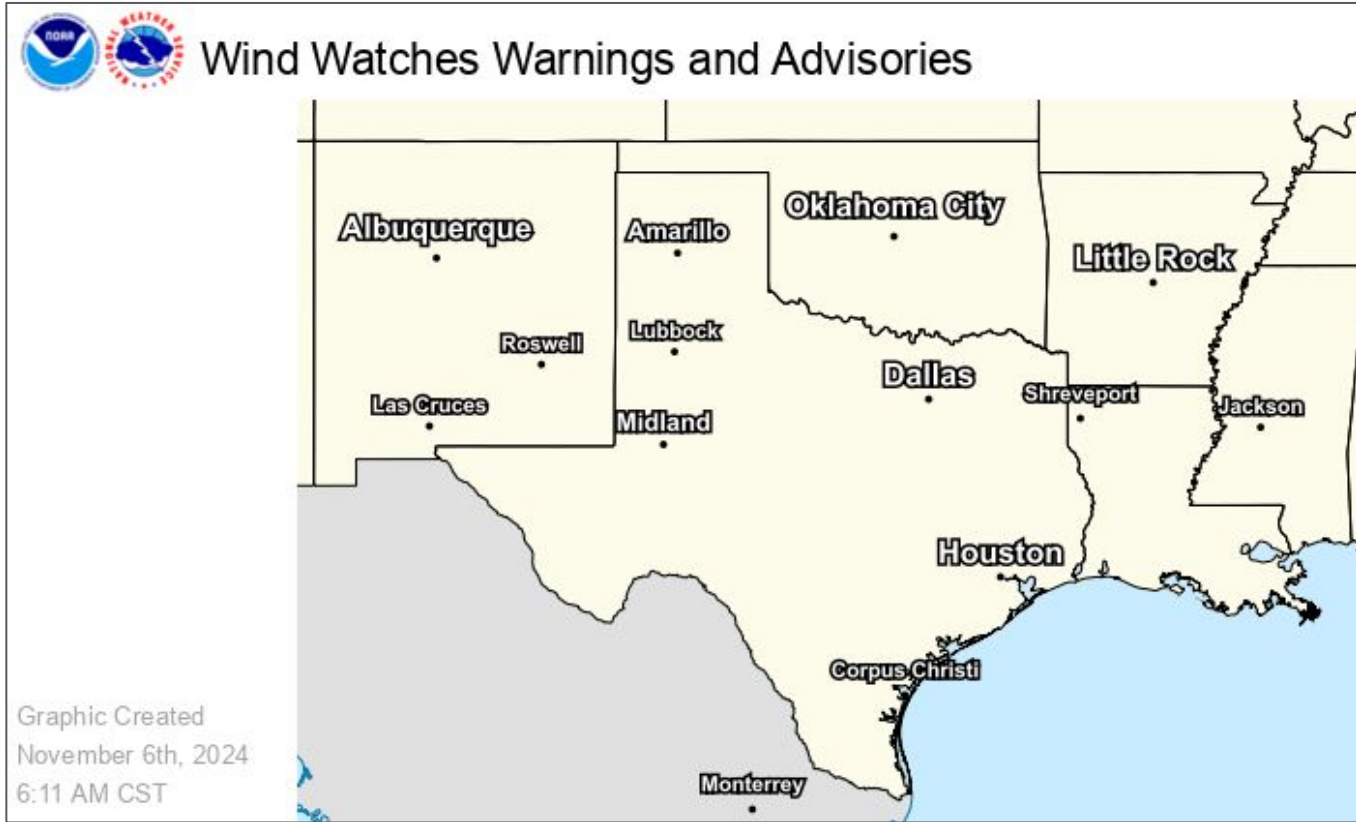 NOAA
NATIONAL WEATHER SERVICE
Wind Watches Warnings and Advisories
Oklahoma City
Albuquerque
Amarillo
Little Rock
Roswell
Lubbock
Dallas
Shreveport
Las Cruces
Midland
Jackson
Houston
Corpus Christi
Monterrey
Graphic Created
November 6th, 2024
6:11 AM CST